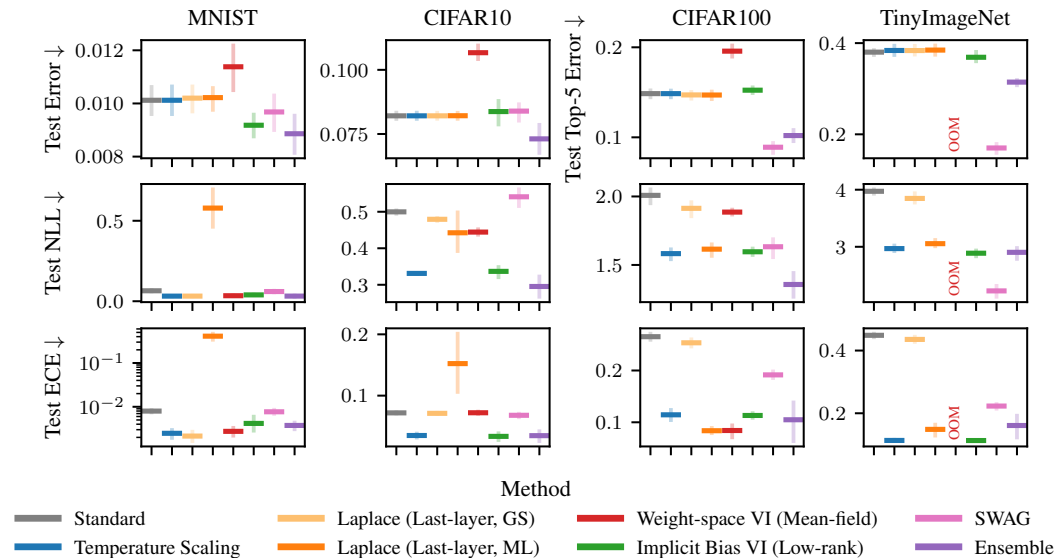 MNIST CIFAR10 CIFAR100 TinyImageNet
Test Error ↓
0.012
0.010
0.008
0.100
0.075
Test Top-5 Error ↓
0.2
0.1
0.4
0.2
OOM
Test NLL ↓
0.5
0.0
0.5
0.4
0.3
2.0
1.5
4
3
OOM
Test ECE ↓
10⁻¹
10⁻²
0.2
0.1
0.2
0.1
0.4
0.2
OOM
Method
Standard Laplace (Last-layer, GS) Weight-space VI (Mean-field) SWAG
Temperature Scaling Laplace (Last-layer, ML) Implicit Bias VI (Low-rank) Ensemble